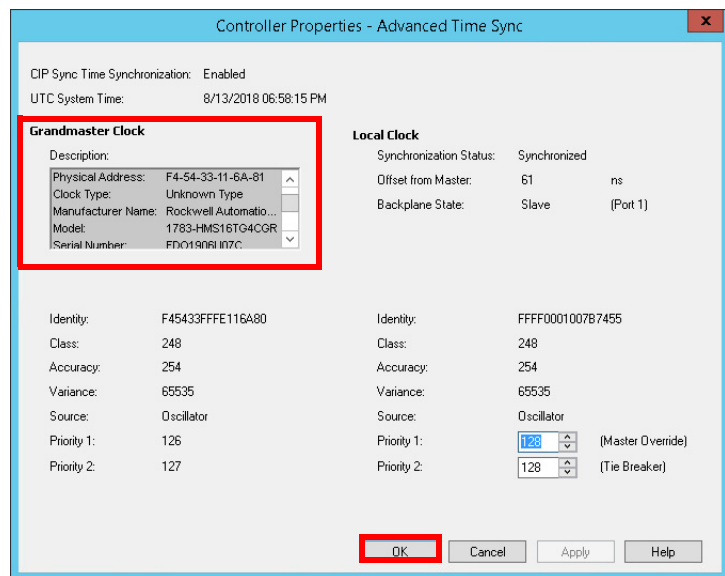 Controller Properties - Advanced Time Sync
x
CIP Sync Time Synchronization: Enabled
UTC System Time: 8/13/2018 06:58:15 PM
Grandmaster Clock
Description:
Physical Address: F4-54-33-11-6A-81
Clock Type: Unknown Type
Manufacturer Name: Rockwell Automatio...
Model: 1783-HMS16TG4CGR
Serial Number: FDO1906U07C
Local Clock
Synchronization Status: Synchronized
Offset from Master: 61 ns
Backplane State: Slave (Port 1)
Identity: F45433FFFE116A80
Class: 248
Accuracy: 254
Variance: 65535
Source: Oscillator
Priority 1: 126
Priority 2: 127
Identity: FFFF0001007B7455
Class: 248
Accuracy: 254
Variance: 65535
Source: Oscillator
Priority 1: 128 (Master Override)
Priority 2: 128 (Tie Breaker)
OK Cancel Apply Help